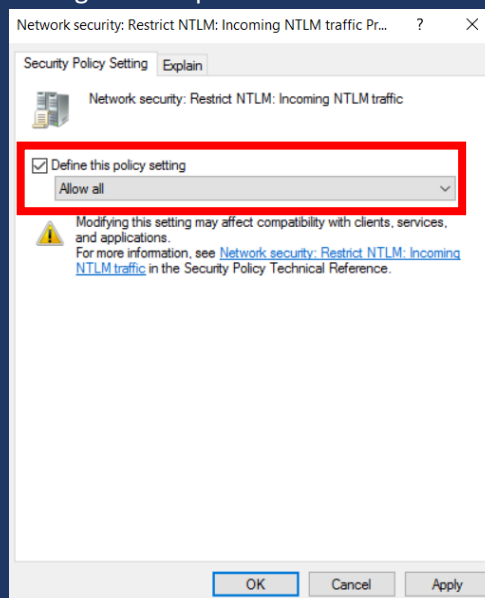 Network security: Restrict NTLM: Incoming NTLM traffic Pr... ? ×
Security Policy Setting Explain
Network security: Restrict NTLM: Incoming NTLM traffic
Define this policy setting
Allow all
Modifying this setting may affect compatibility with clients, services,
and applications.
For more information, see Network security: Restrict NTLM: Incoming
NTLM traffic in the Security Policy Technical Reference.
OK Cancel Apply